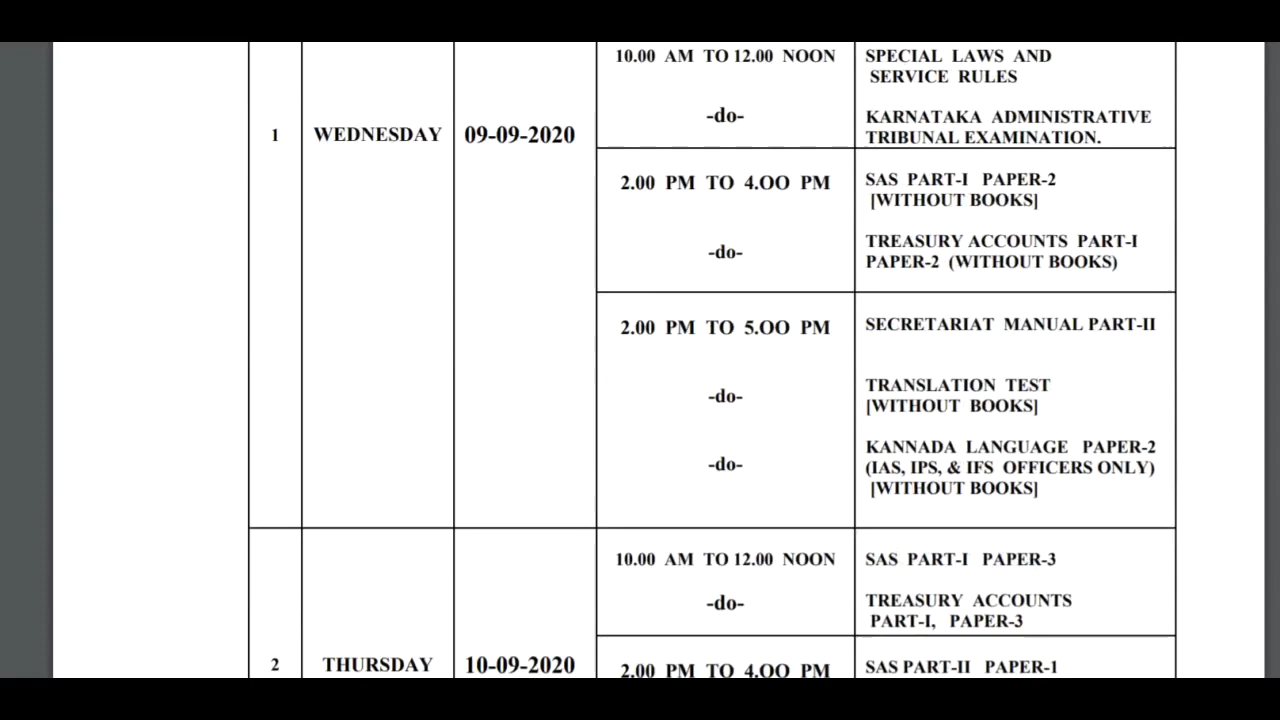 10.00 AM TO 12.00 NOON SPECIAL LAWS AND
SERVICE RULES
-do- KARNATAKA ADMINISTRATIVE
TRIBUNAL EXAMINATION.
1 WEDNESDAY 09-09-2020
2.00 PM TO 4.OO PM SAS PART-I PAPER-2
[WITHOUT BOOKS]
-do- TREASURY ACCOUNTS PART-I
PAPER-2 (WITHOUT BOOKS)
2.00 PM TO 5.OO PM SECRETARIAT MANUAL PART-II
-do- TRANSLATION TEST
[WITHOUT BOOKS]
-do- KANNADA LANGUAGE PAPER-2
(IAS, IPS, & IFS OFFICERS ONLY)
[WITHOUT BOOKS]
10.00 AM TO 12.00 NOON SAS PART-I PAPER-3
-do- TREASURY ACCOUNTS
PART-I, PAPER-3
2 THURSDAY 10-09-2020
2.00 PM TO 4.OO PM SAS PART-II PAPER-1